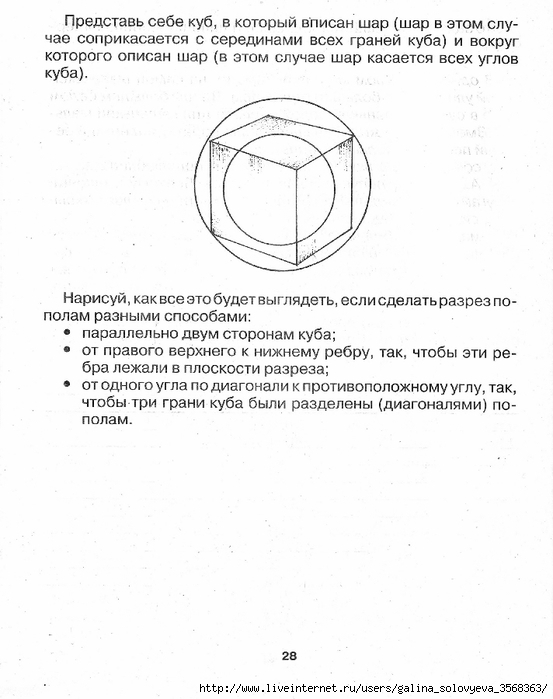 Представь себе куб, в который вписан шар (шар в этом слу-
чае соприкасается с серединами всех граней куба) и вокруг
которого описан шар (в этом случае шар касается всех углов
куба).
Нарисуй, как все это будет выглядеть, если сделать разрез по-
полам разными способами:
• параллельно двум сторонам куба;
• от правого верхнего к нижнему ребру, так, чтобы эти ре-
бра лежали в плоскости разреза;
• от одного угла по диагонали к противоположному углу, так,
чтобы три грани куба были разделены (диагоналями) по-
полам.
28
http://www.liveinternet.ru/users/galina_solovyeva_3568363/